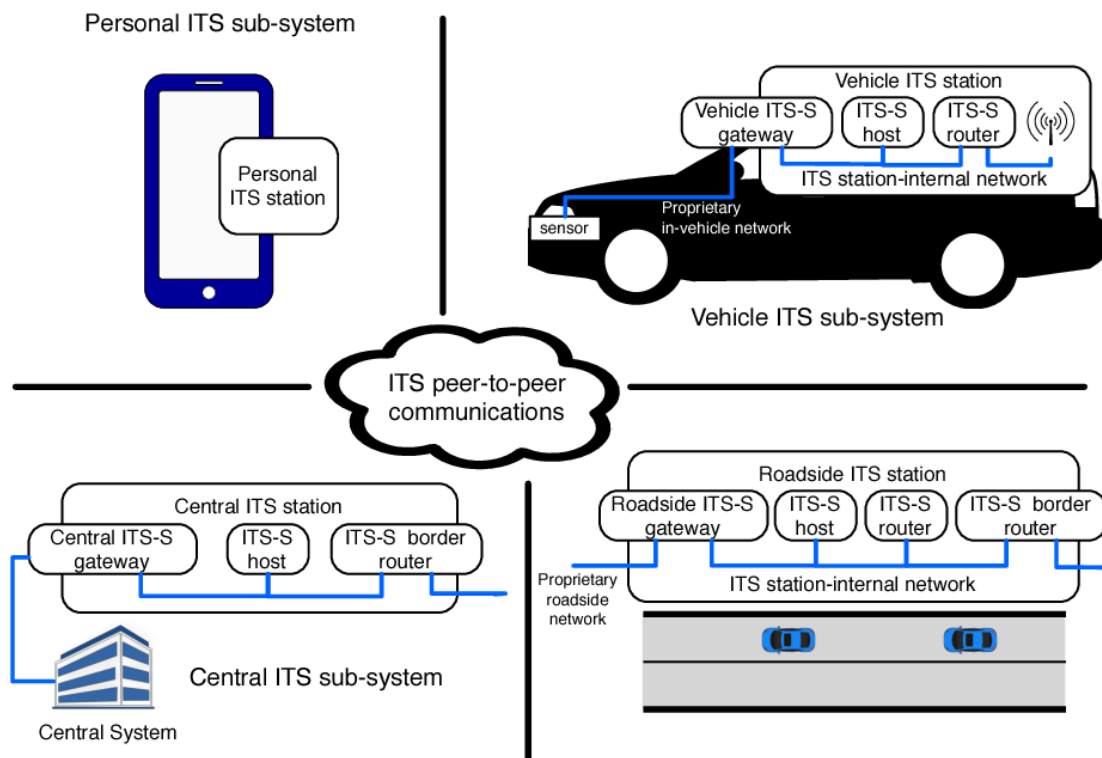 Personal ITS sub-system
Personal
ITS station
Vehicle ITS station
Vehicle ITS-S
gateway
ITS-S
host
ITS-S
router
ITS station-internal network
Proprietary
in-vehicle network
sensor
Vehicle ITS sub-system
ITS peer-to-peer
communications
Central ITS station
Central ITS-S
gateway
ITS-S
host
ITS-S border
router
Central ITS sub-system
Central System
Roadside ITS station
Roadside ITS-S
gateway
ITS-S
host
ITS-S
router
ITS-S border
router
ITS station-internal network
Proprietary
roadside
network